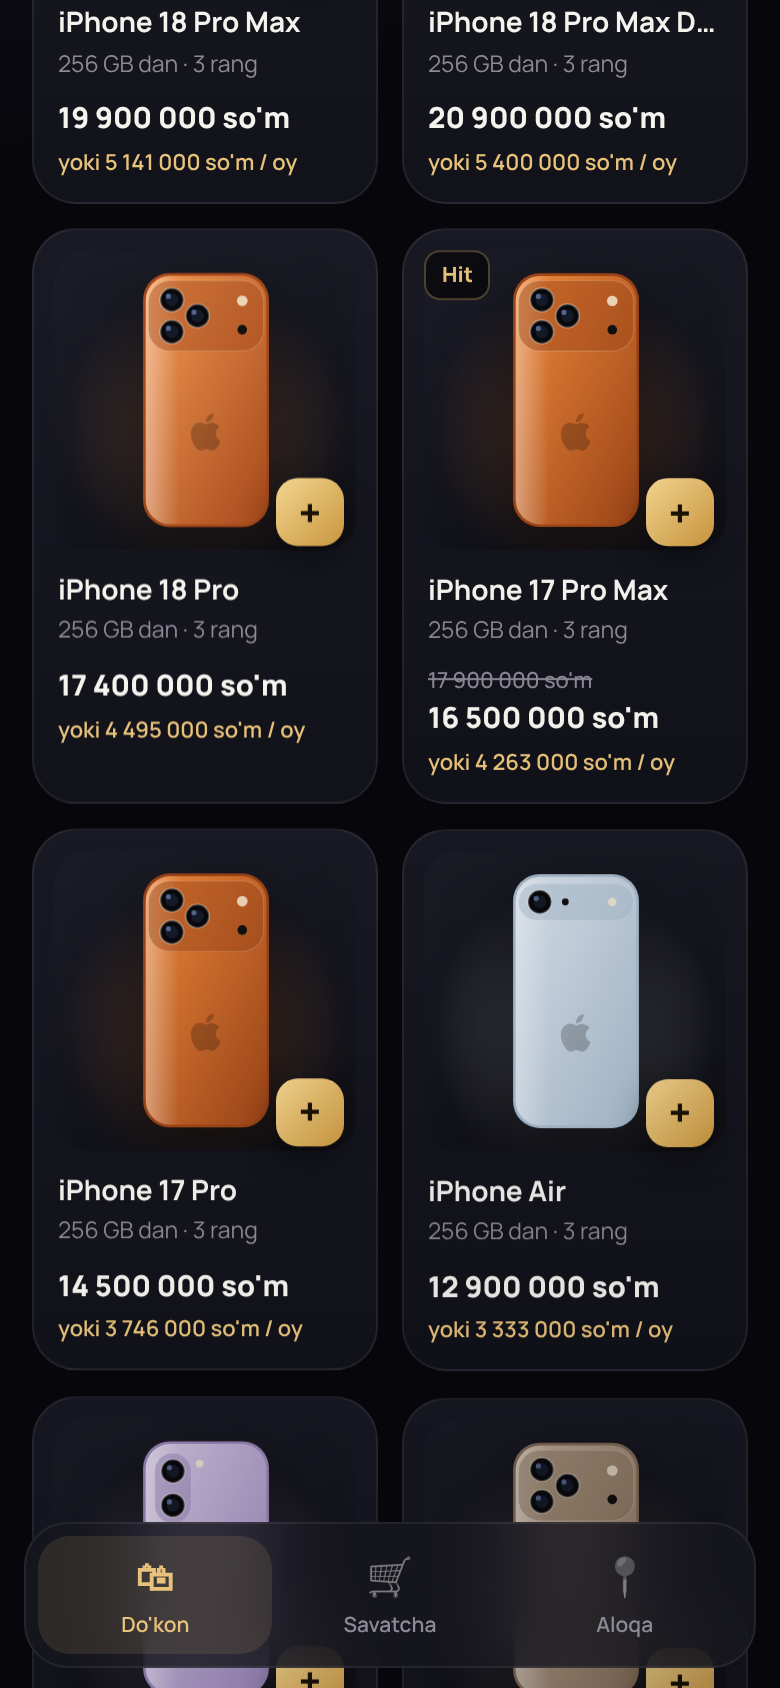 iPhone 18 Pro Max
256 GB dan · 3 rang
19 900 000 so'm
yoki 5 141 000 so'm / oy
iPhone 18 Pro Max D...
256 GB dan · 3 rang
20 900 000 so'm
yoki 5 400 000 so'm / oy
+
iPhone 18 Pro
256 GB dan · 3 rang
17 400 000 so'm
yoki 4 495 000 so'm / oy
Hit
+
iPhone 17 Pro Max
256 GB dan · 3 rang
17 900 000 so'm
16 500 000 so'm
yoki 4 263 000 so'm / oy
+
iPhone 17 Pro
256 GB dan · 3 rang
14 500 000 so'm
yoki 3 746 000 so'm / oy
+
iPhone Air
256 GB dan · 3 rang
12 900 000 so'm
yoki 3 333 000 so'm / oy
Do'kon
Savatcha
Aloqa
+
+